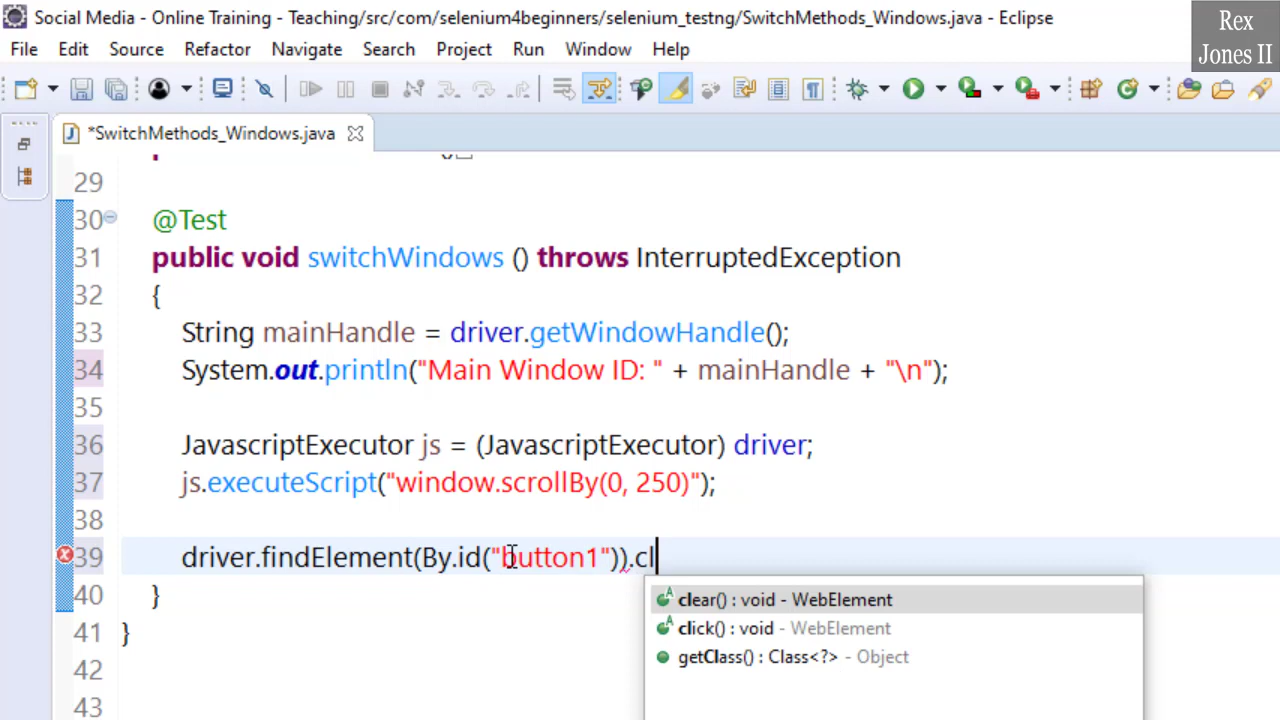 Social Media - Online Training - Teaching/src/com/selenium4beginners/selenium_testng/SwitchMethods_Windows.java - Eclipse
Rex
Jones II
File Edit Source Refactor Navigate Search Project Run Window Help
*SwitchMethods_Windows.java
29
30 @Test
31 public void switchWindows () throws InterruptedException
32 {
33 String mainHandle = driver.getWindowHandle();
34 System.out.println("Main Window ID: " + mainHandle + "\n");
35
36 JavascriptExecutor js = (JavascriptExecutor) driver;
37 js.executeScript("window.scrollBy(0, 250)");
38
39 driver.findElement(By.id("button1")).cl
40 }
41 }
42
43
clear() : void - WebElement
click() : void - WebElement
getClass() : Class<?> - Object